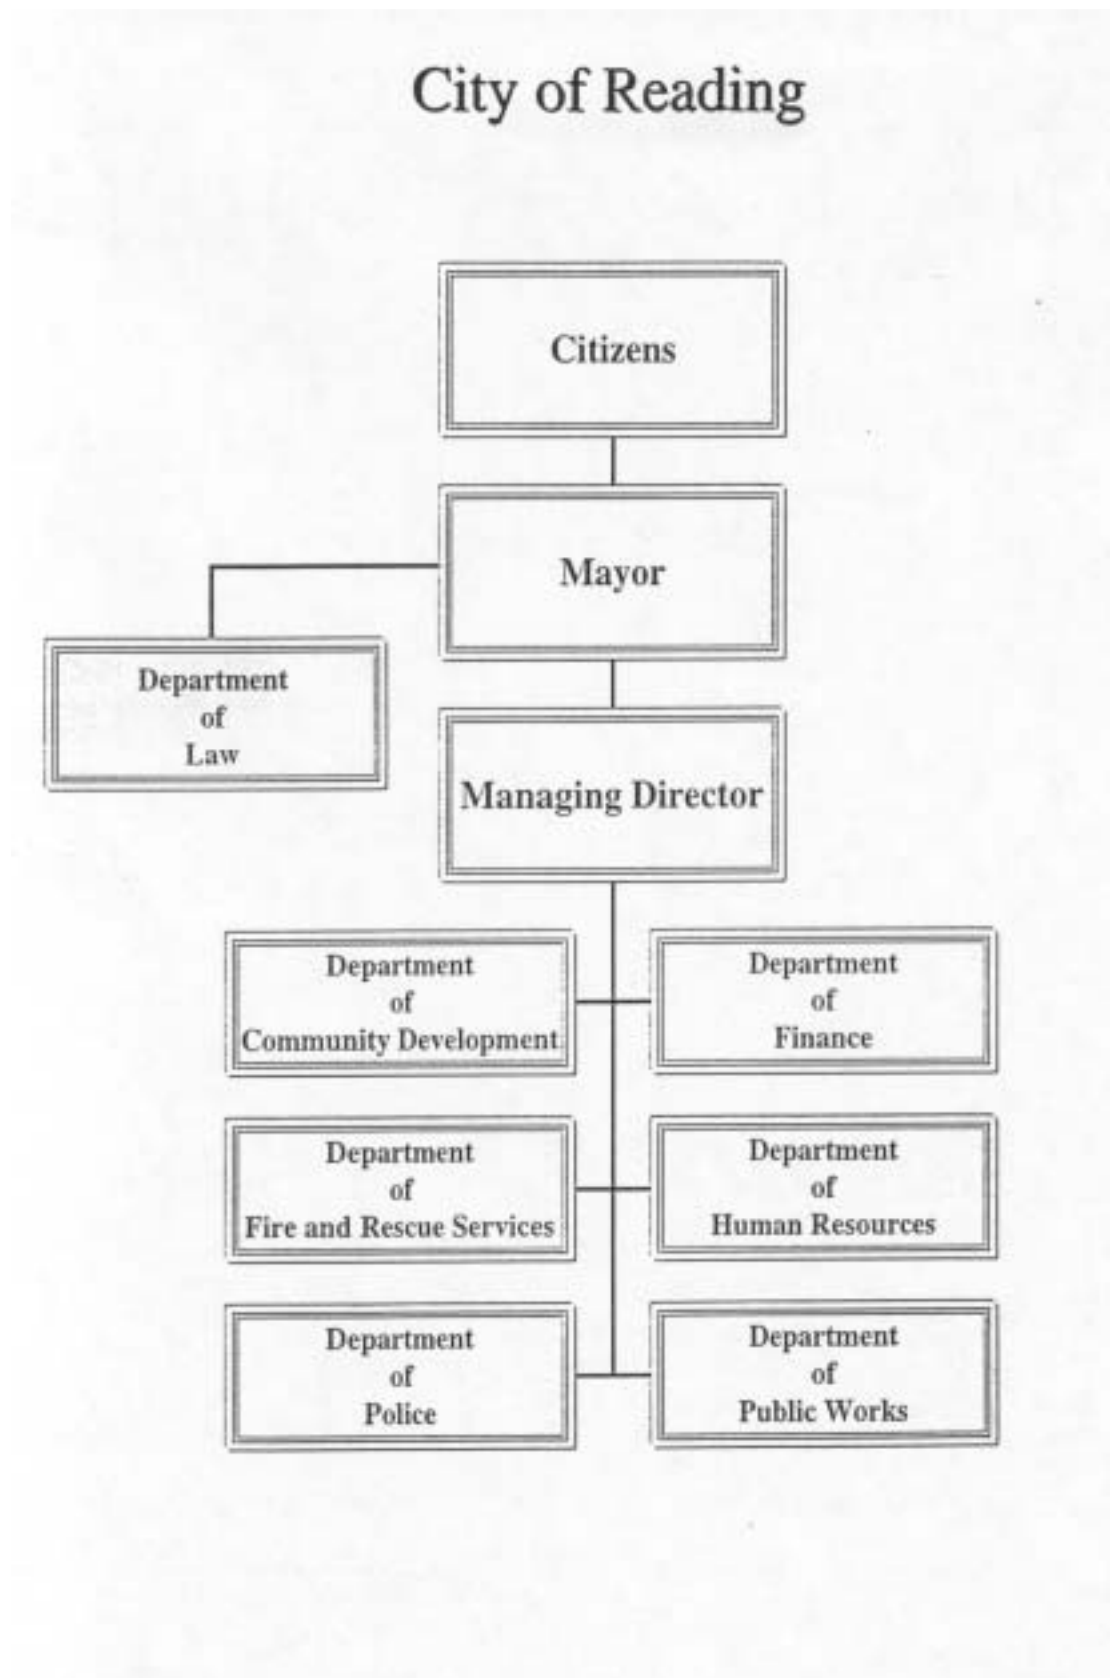 City of Reading
Citizens
Mayor
Department
of
Law
Managing Director
Department
of
Community Development
Department
of
Finance
Department
of
Fire and Rescue Services
Department
of
Human Resources
Department
of
Police
Department
of
Public Works